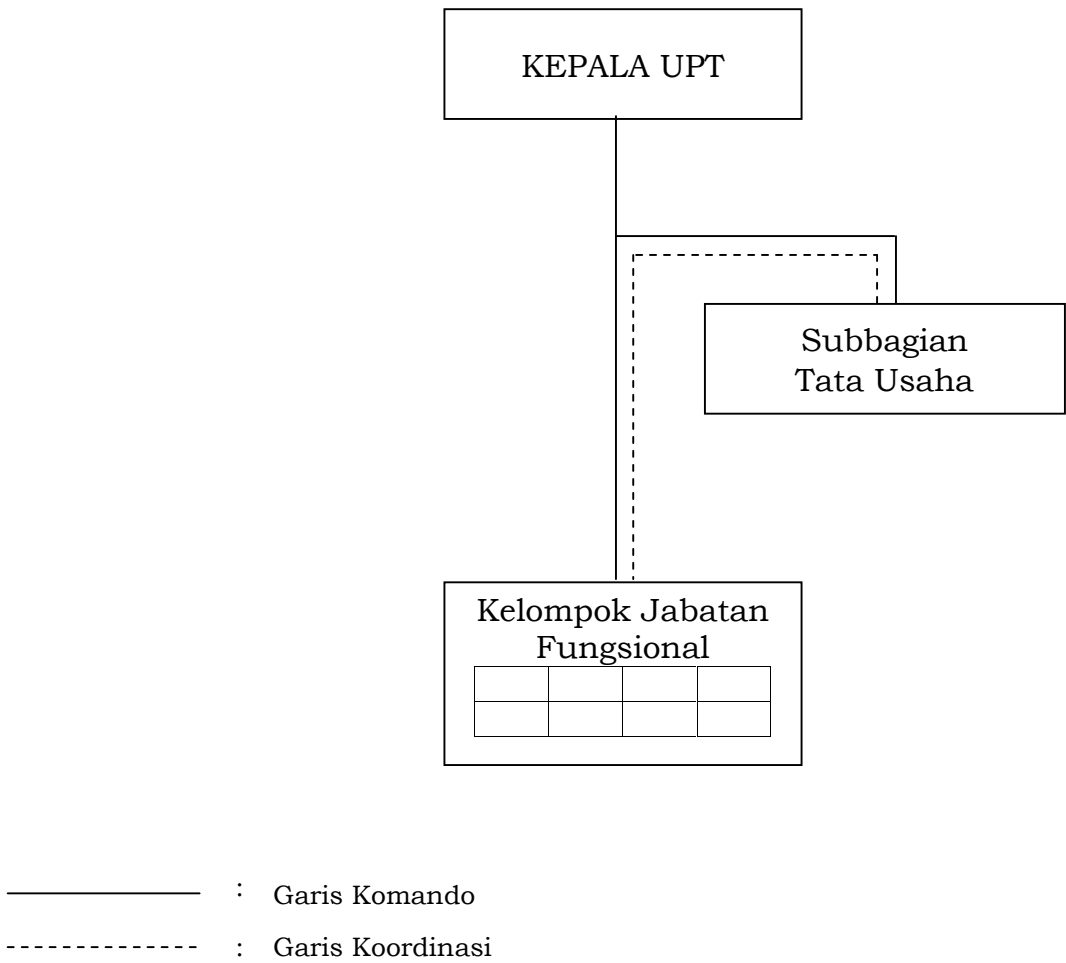 KEPALA UPT
Subbagian
Tata Usaha
Kelompok Jabatan
Fungsional
: Garis Komando
: Garis Koordinasi